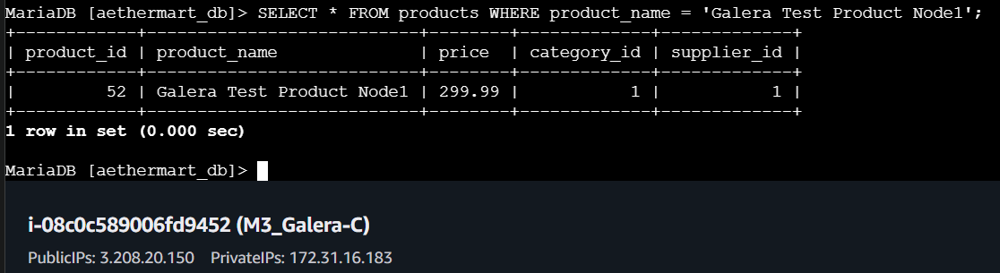 MariaDB [aethermart_db]> SELECT * FROM products WHERE product_name = 'Galera Test Product Node1';
+------------+---------------------------+--------+-------------+-------------+
| product_id | product_name              | price  | category_id | supplier_id |
+------------+---------------------------+--------+-------------+-------------+
|         52 | Galera Test Product Node1 | 299.99 |           1 |           1 |
+------------+---------------------------+--------+-------------+-------------+
1 row in set (0.000 sec)
MariaDB [aethermart_db]>
i-08c0c589006fd9452 (M3_Galera-C)
PublicIPs: 3.208.20.150 PrivateIPs: 172.31.16.183